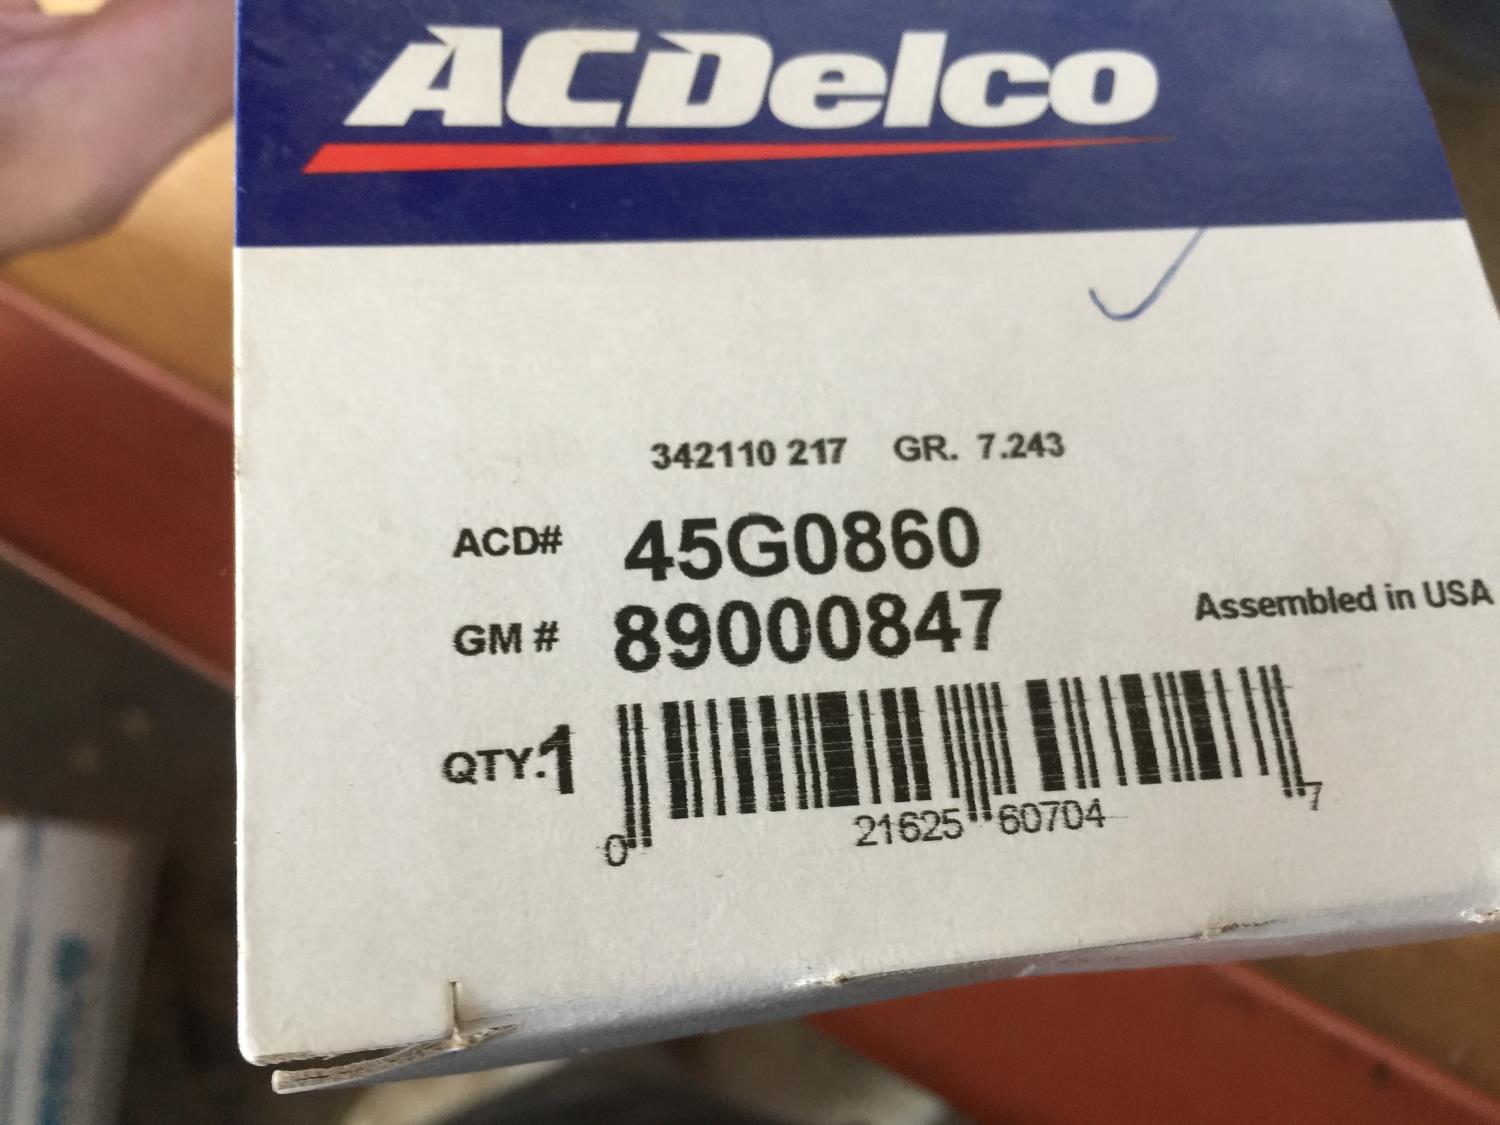 ACDelco
342110 217 GR. 7.243
ACD# 45G0860
GM # 89000847
Assembled in USA
QTY.1
0 21625 60704 7